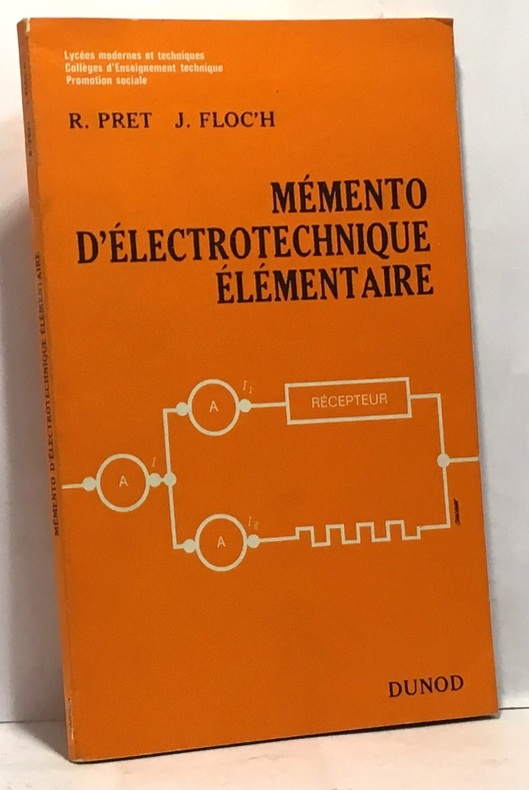 Lycées modernes et techniques
Collèges d'Enseignement technique
Promotion sociale
R. PRET J. FLOC'H
MÉMENTO
D'ÉLECTROTECHNIQUE
ÉLÉMENTAIRE
I₁
A
RÉCEPTEUR
I
A
I₂
A
DUNOD
MÉMENTO D'ÉLECTROTECHNIQUE ÉLÉMENTAIRE